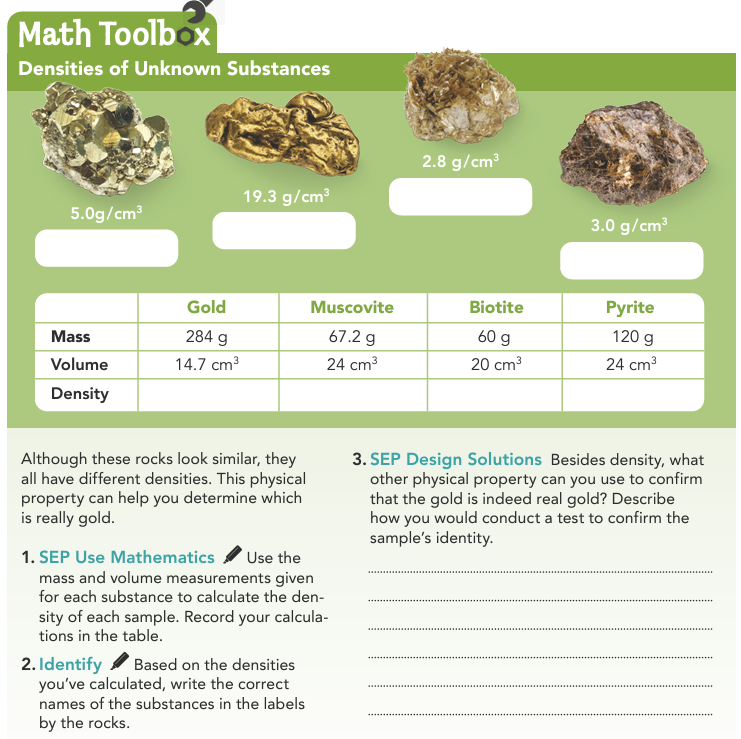 Math Toolbox
Densities of Unknown Substances
5.0g/cm³
19.3 g/cm³
2.8 g/cm³
3.0 g/cm³
Gold Muscovite Biotite Pyrite
Mass 284 g 67.2 g 60 g 120 g
Volume 14.7 cm³ 24 cm³ 20 cm³ 24 cm³
Density
Although these rocks look similar, they
all have different densities. This physical
property can help you determine which
is really gold.
1. SEP Use Mathematics Use the
mass and volume measurements given
for each substance to calculate the den-
sity of each sample. Record your calcula-
tions in the table.
2. Identify Based on the densities
you've calculated, write the correct
names of the substances in the labels
by the rocks.
3. SEP Design Solutions Besides density, what
other physical property can you use to confirm
that the gold is indeed real gold? Describe
how you would conduct a test to confirm the
sample's identity.